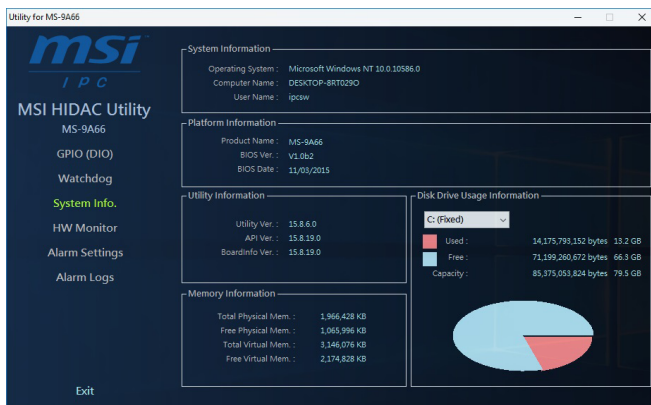 Utility for MS-9A66
msi
IPC
MSI HIDAC Utility
MS-9A66
GPIO (DIO)
Watchdog
System Info.
HW Monitor
Alarm Settings
Alarm Logs
Exit
System Information
Operating System : Microsoft Windows NT 10.0.10586.0
Computer Name : DESKTOP-8RT029O
User Name : ipcsw
Platform Information
Product Name : MS-9A66
BIOS Ver. : V1.0b2
BIOS Date : 11/03/2015
Utility Information
Utility Ver. : 15.8.6.0
API Ver. : 15.8.19.0
BoardInfo Ver. : 15.8.19.0
Memory Information
Total Physical Mem. : 1,966,428 KB
Free Physical Mem. : 1,065,996 KB
Total Virtual Mem. : 3,146,076 KB
Free Virtual Mem. : 2,174,828 KB
Disk Drive Usage Information
C: (Fixed)
Used : 14,175,793,152 bytes 13.2 GB
Free : 71,199,260,672 bytes 66.3 GB
Capacity : 85,375,053,824 bytes 79.5 GB